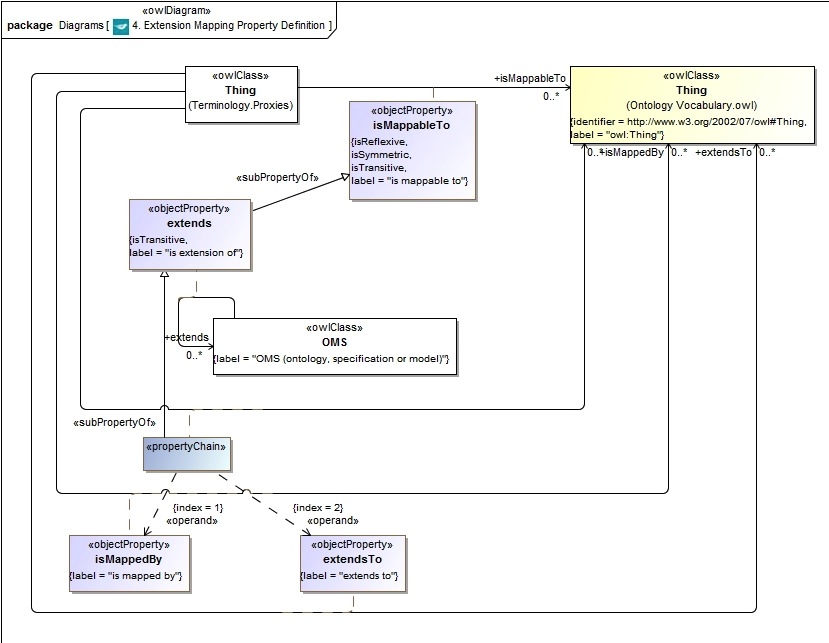 «owlDiagram»
package Diagrams [ 4. Extension Mapping Property Definition ]
«owlClass»
Thing
(Terminology.Proxies)
+isMappableTo
0..*
«owlClass»
Thing
(Ontology Vocabulary.owl)
{identifier = http://www.w3.org/2002/07/owl#Thing,
label = "owl:Thing"}
0..*
+isMappedBy 0..* +extendsTo 0..*
«objectProperty»
isMappableTo
{isReflexive,
isSymmetric,
isTransitive,
label = "is mappable to"}
«subPropertyOf»
«objectProperty»
extends
{isTransitive,
label = "is extension of"}
+extends
0..*
«owlClass»
OMS
{label = "OMS (ontology, specification or model)"}
«subPropertyOf»
«propertyChain»
{index = 1}
«operand»
{index = 2}
«operand»
«objectProperty»
isMappedBy
{label = "is mapped by"}
«objectProperty»
extendsTo
{label = "extends to"}